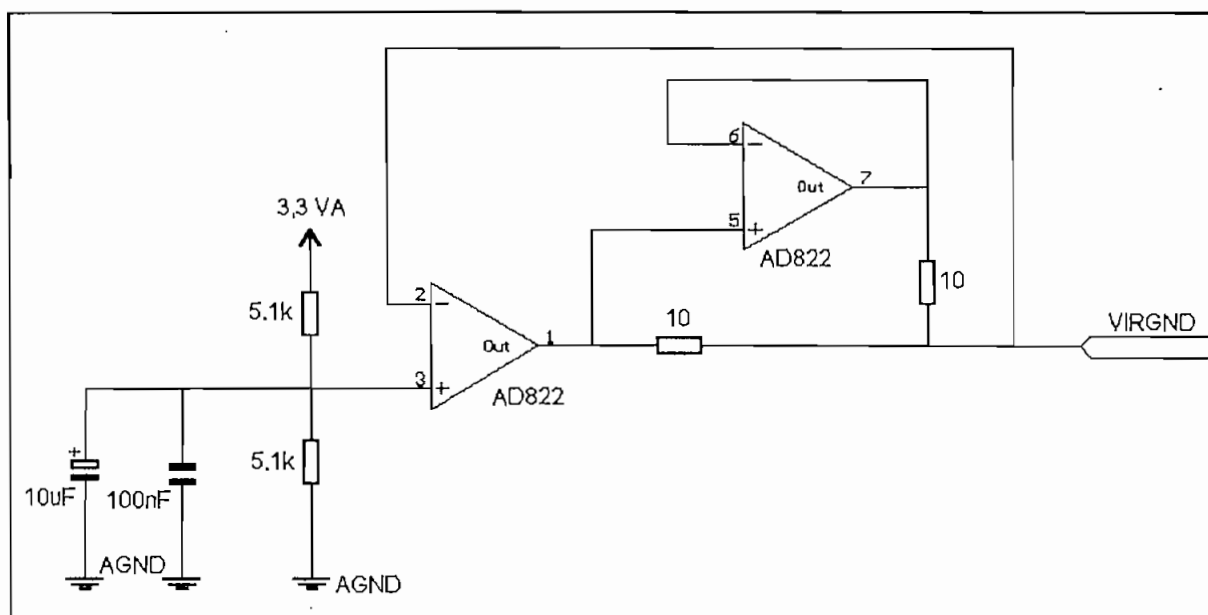 6
7
Out
3,3 VA
5
AD822
10
5.1k
2
10
VIRGND
Out
1
3
AD822
5.1k
10uF
100nF
AGND
AGND